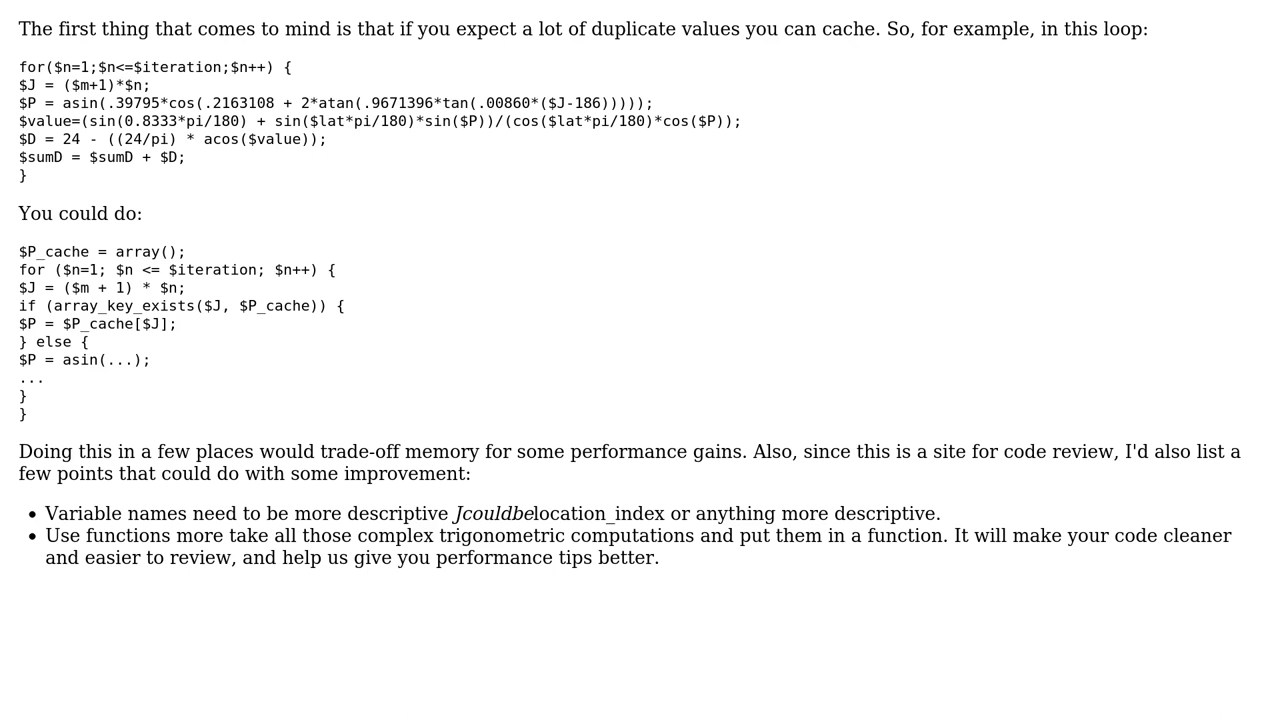 The first thing that comes to mind is that if you expect a lot of duplicate values you can cache. So, for example, in this loop:
for($n=1;$n<=$iteration;$n++) {
$J = ($m+1)*$n;
$P = asin(.39795*cos(.2163108 + 2*atan(.9671396*tan(.00860*($J-186)))));
$value=(sin(0.8333*pi/180) + sin($lat*pi/180)*sin($P))/(cos($lat*pi/180)*cos($P));
$D = 24 - ((24/pi) * acos($value));
$sumD = $sumD + $D;
}
You could do:
$P_cache = array();
for ($n=1; $n <= $iteration; $n++) {
$J = ($m + 1) * $n;
if (array_key_exists($J, $P_cache)) {
$P = $P_cache[$J];
} else {
$P = asin(...);
...
}
}
Doing this in a few places would trade-off memory for some performance gains. Also, since this is a site for code review, I'd also list a
few points that could do with some improvement:
• Variable names need to be more descriptive Jcouldbelocation_index or anything more descriptive.
• Use functions more take all those complex trigonometric computations and put them in a function. It will make your code cleaner
and easier to review, and help us give you performance tips better.